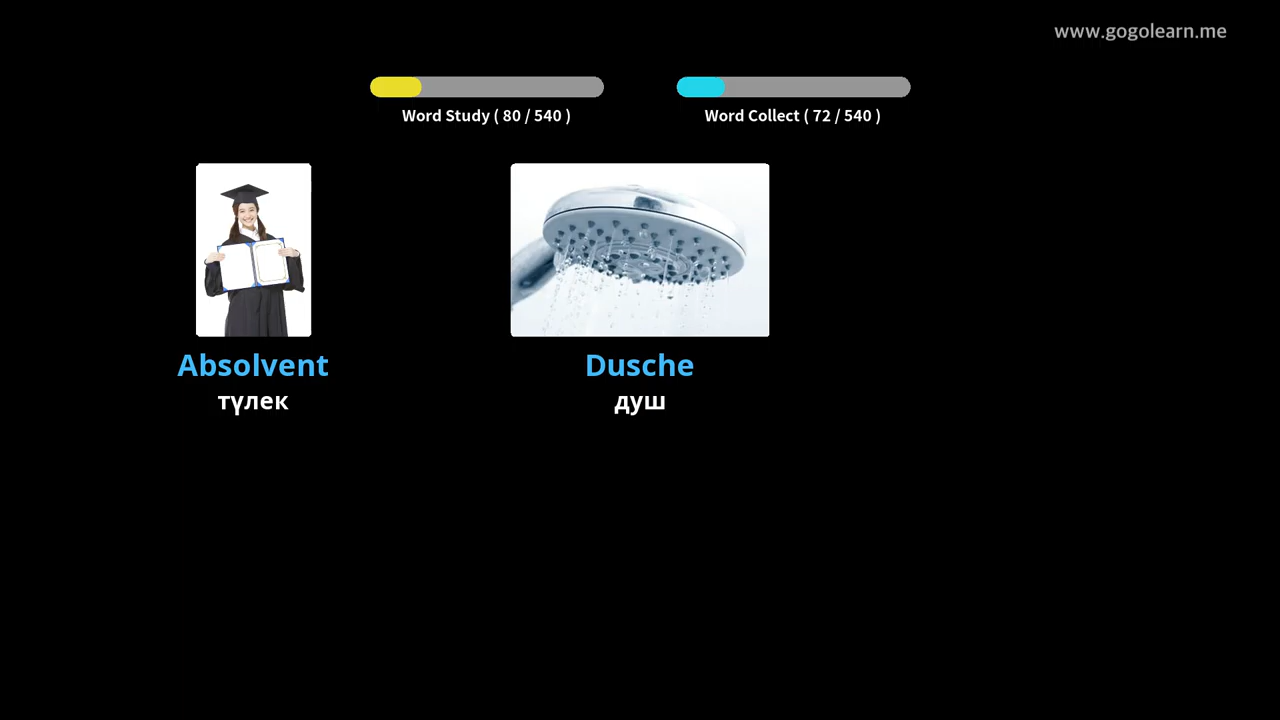 www.gogolearn.me
Word Study ( 80 / 540 )
Word Collect ( 72 / 540 )
Absolvent
түлек
Dusche
душ